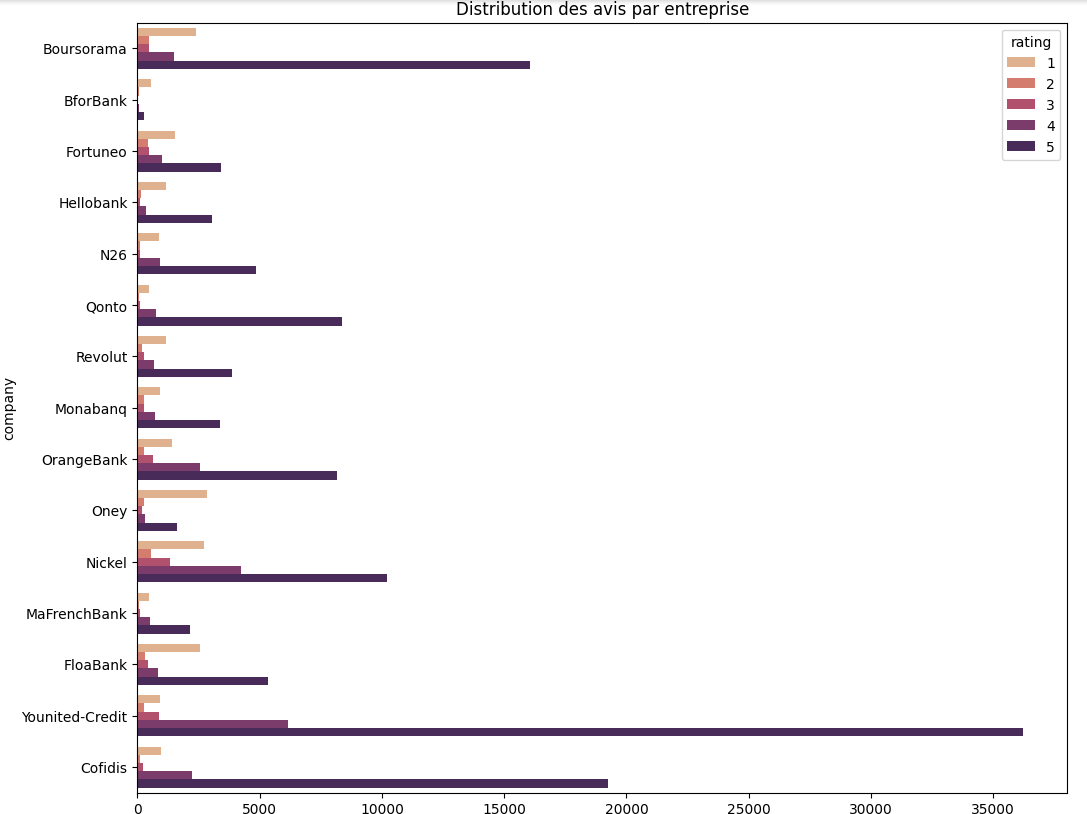 Distribution des avis par entreprise
rating
1
2
3
4
5
company
Boursorama
BforBank
Fortuneo
Hellobank
N26
Qonto
Revolut
Monabanq
OrangeBank
Oney
Nickel
MaFrenchBank
FloaBank
Younited-Credit
Cofidis
0 5000 10000 15000 20000 25000 30000 35000